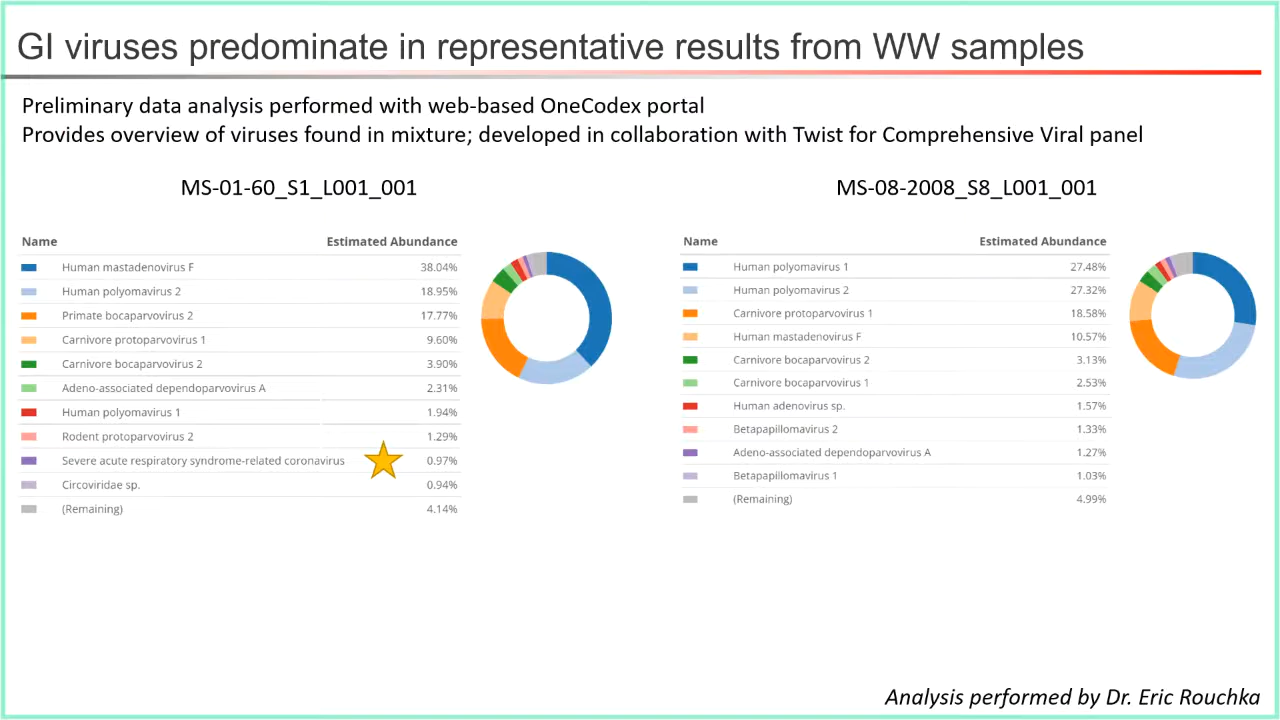 GI viruses predominate in representative results from WW samples
Preliminary data analysis performed with web-based OneCodex portal
Provides overview of viruses found in mixture; developed in collaboration with Twist for Comprehensive Viral panel
MS-01-60_S1_L001_001
Name Estimated Abundance
Human mastadenovirus F 38.04%
Human polyomavirus 2 18.95%
Primate bocaparvovirus 2 17.77%
Carnivore protoparvovirus 1 9.60%
Carnivore bocaparvovirus 2 3.90%
Adeno-associated dependoparvovirus A 2.31%
Human polyomavirus 1 1.94%
Rodent protoparvovirus 2 1.29%
Severe acute respiratory syndrome-related coronavirus 0.97%
Circoviridae sp. 0.94%
(Remaining) 4.14%
MS-08-2008_S8_L001_001
Name Estimated Abundance
Human polyomavirus 1 27.48%
Human polyomavirus 2 27.32%
Carnivore protoparvovirus 1 18.58%
Human mastadenovirus F 10.57%
Carnivore bocaparvovirus 2 3.13%
Carnivore bocaparvovirus 1 2.53%
Human adenovirus sp. 1.57%
Betapapillomavirus 2 1.33%
Adeno-associated dependoparvovirus A 1.27%
Betapapillomavirus 1 1.03%
(Remaining) 4.99%
Analysis performed by Dr. Eric Rouchka